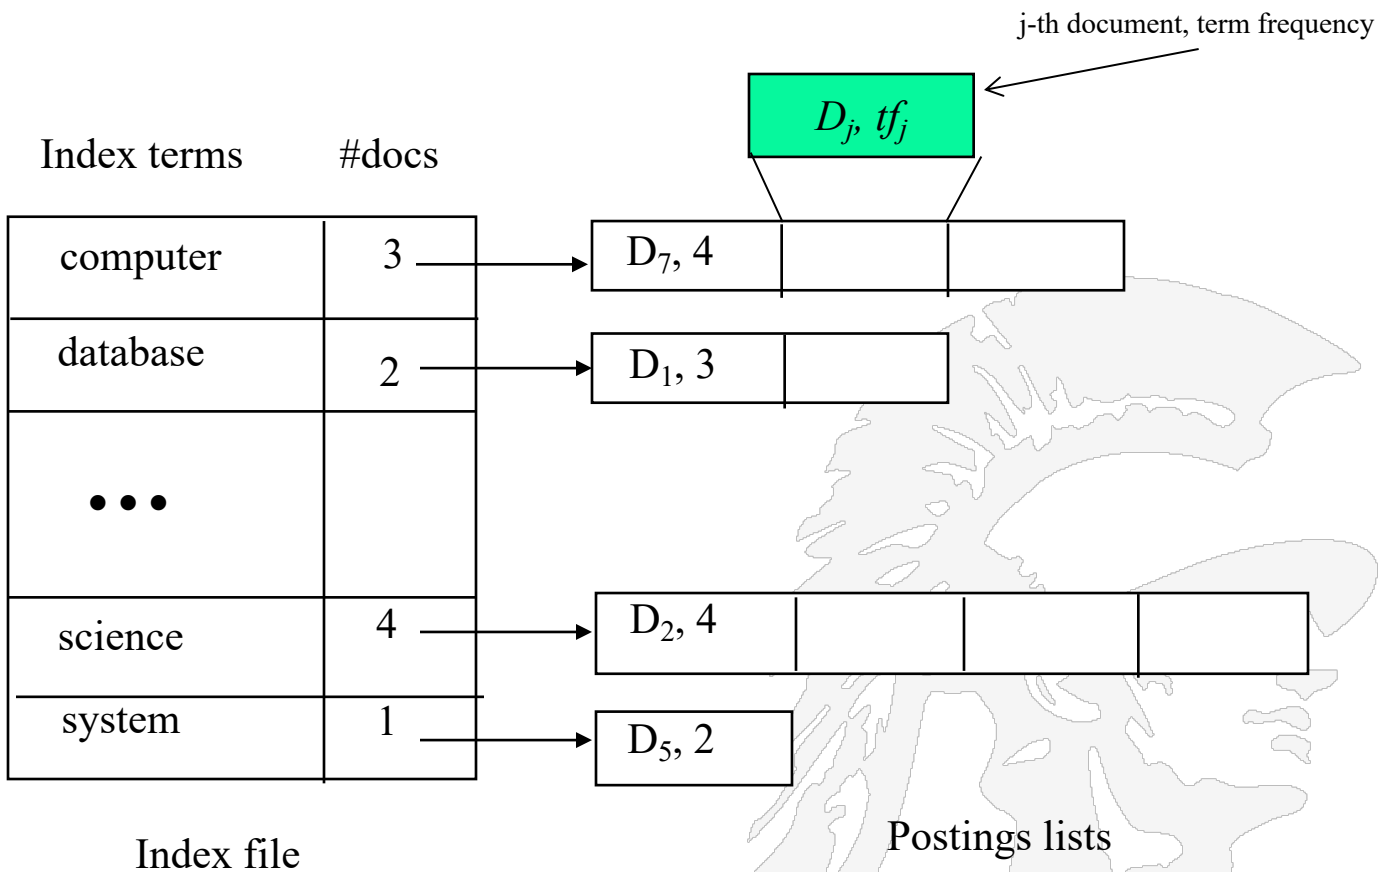 j-th document, term frequency
Dj, tfj
Index terms #docs
computer 3 D7, 4
database 2 D1, 3
•••
science 4 D2, 4
system 1 D5, 2
Postings lists
Index file